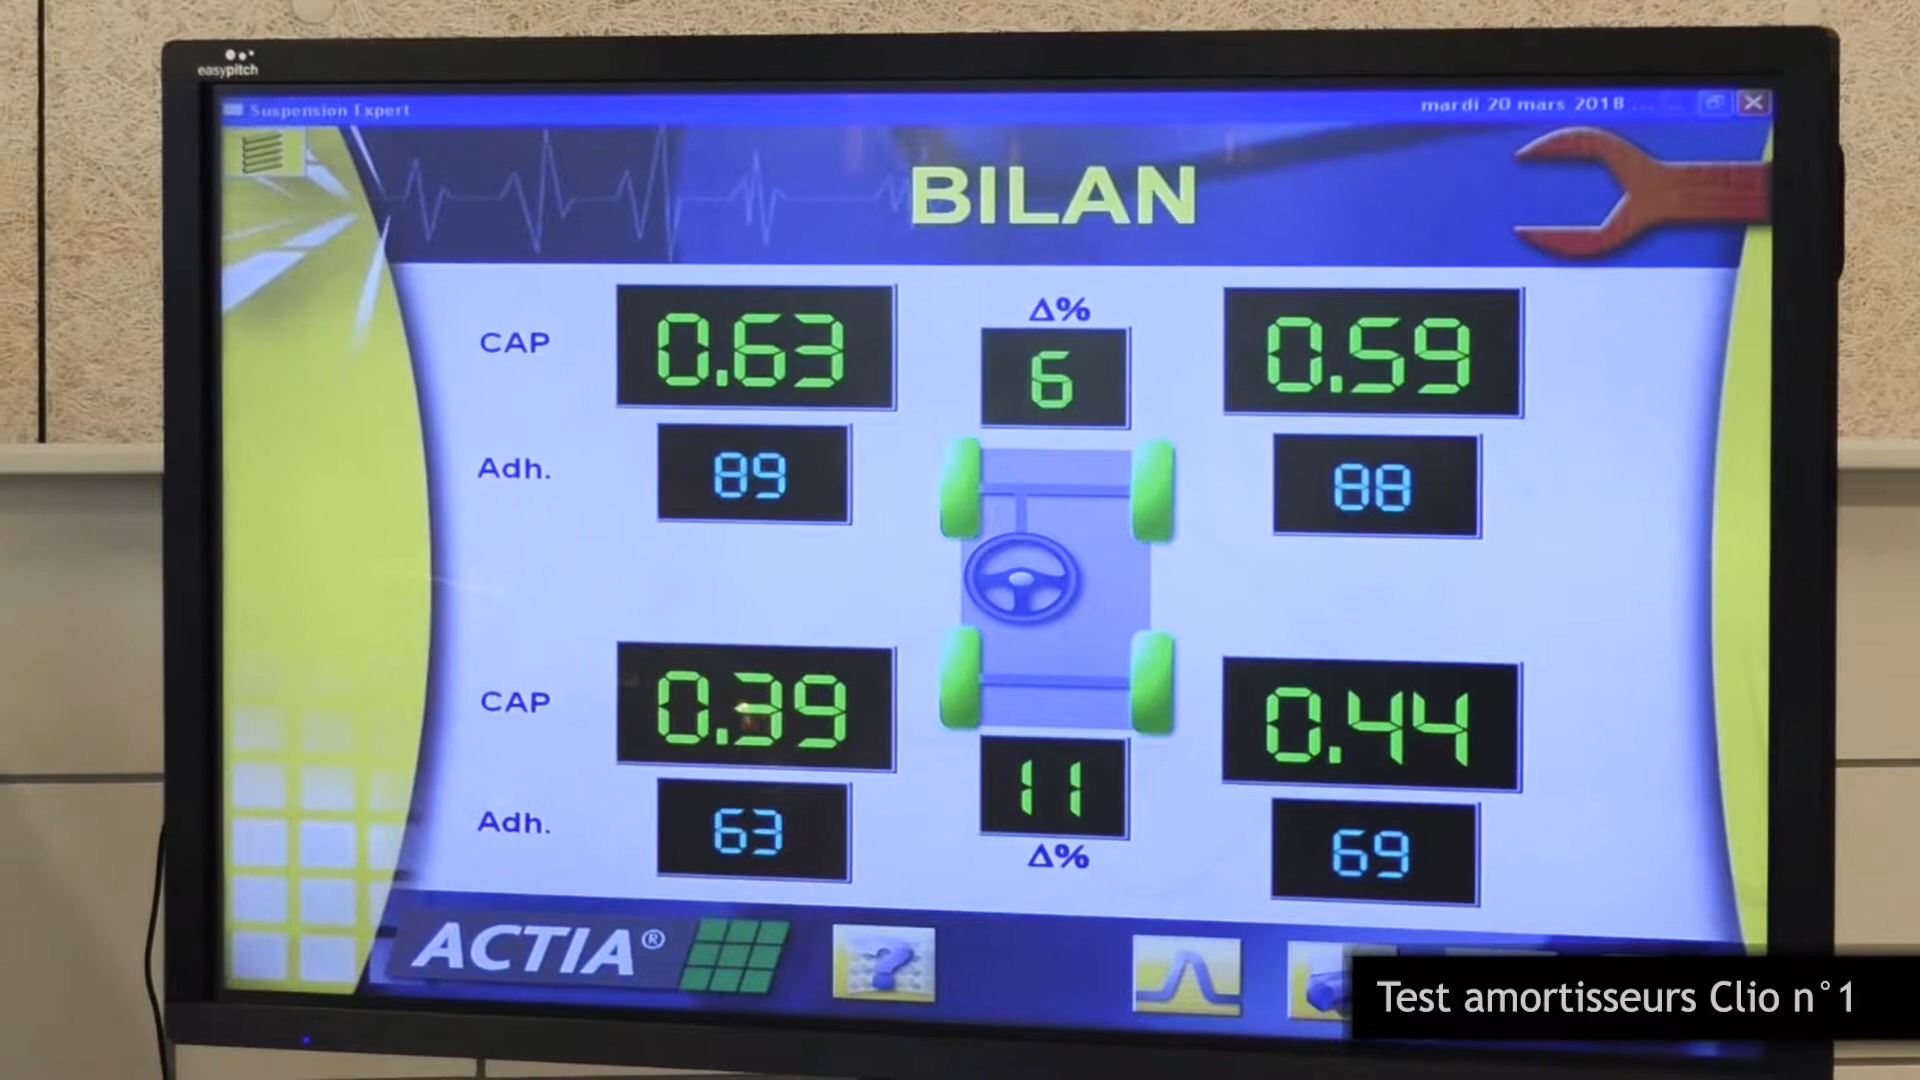 easypitch
Suspension Expert
mardi 20 mars 2018
BILAN
CAP
0.63
Δ%
6
0.59
Adh.
89
88
CAP
0.39
0.44
11
Δ%
Adh.
63
69
ACTIA®
?
Test amortisseurs Clio n°1